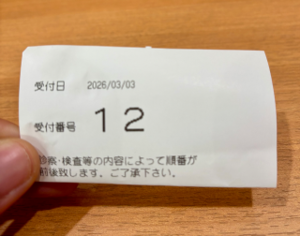 受付日 2026/03/03
受付番号 12
診察・検査等の内容によって順番が
前後致します。ご了承下さい。